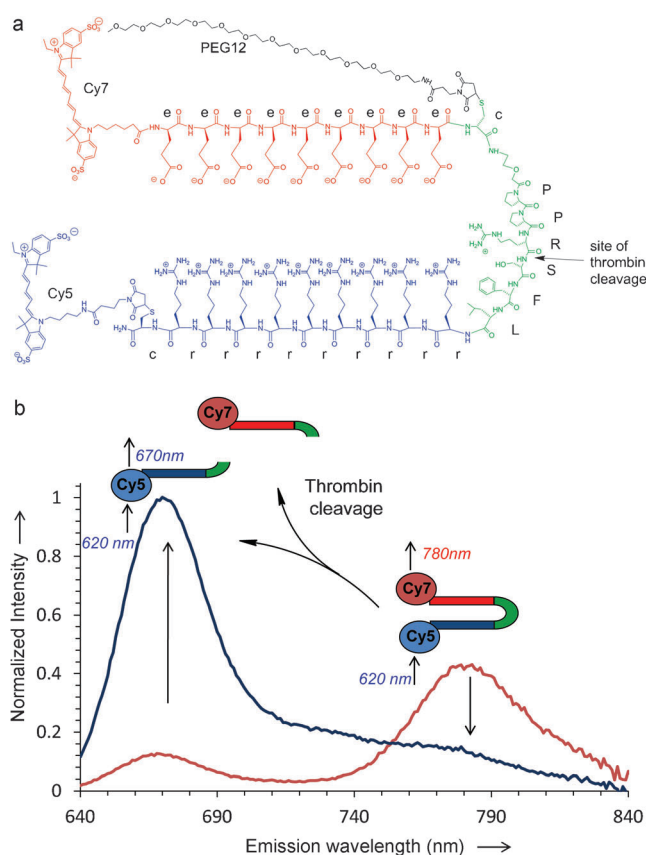 a
PEG12
Cy7
e e e e e e e e
c
P
P
R
S
F
L
site of
thrombin
cleavage
Cy5
c r r r r r r r r
b
Cy7
670nm
Cy5
620 nm
Thrombin
cleavage
780nm
Cy7
Cy5
620 nm
Normalized Intensity
1
0.8
0.6
0.4
0.2
0
640 690 740 790 840
Emission wavelength (nm)